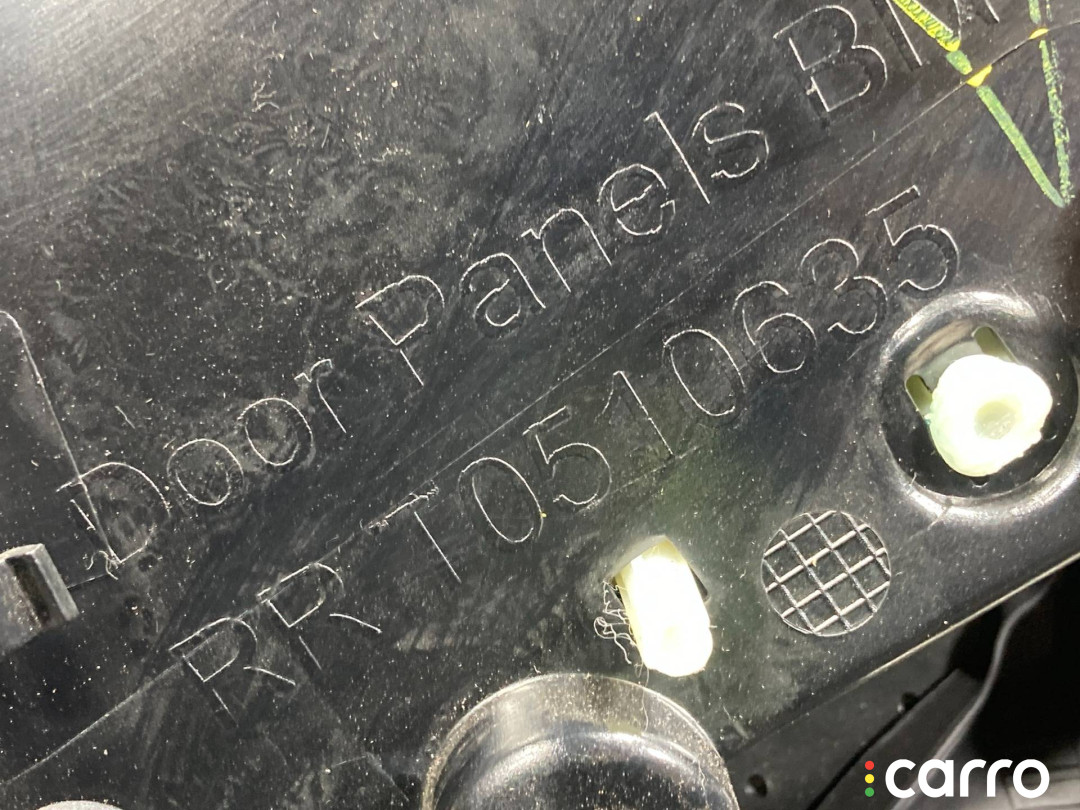 Door Panels BM
RR T0510635
carro